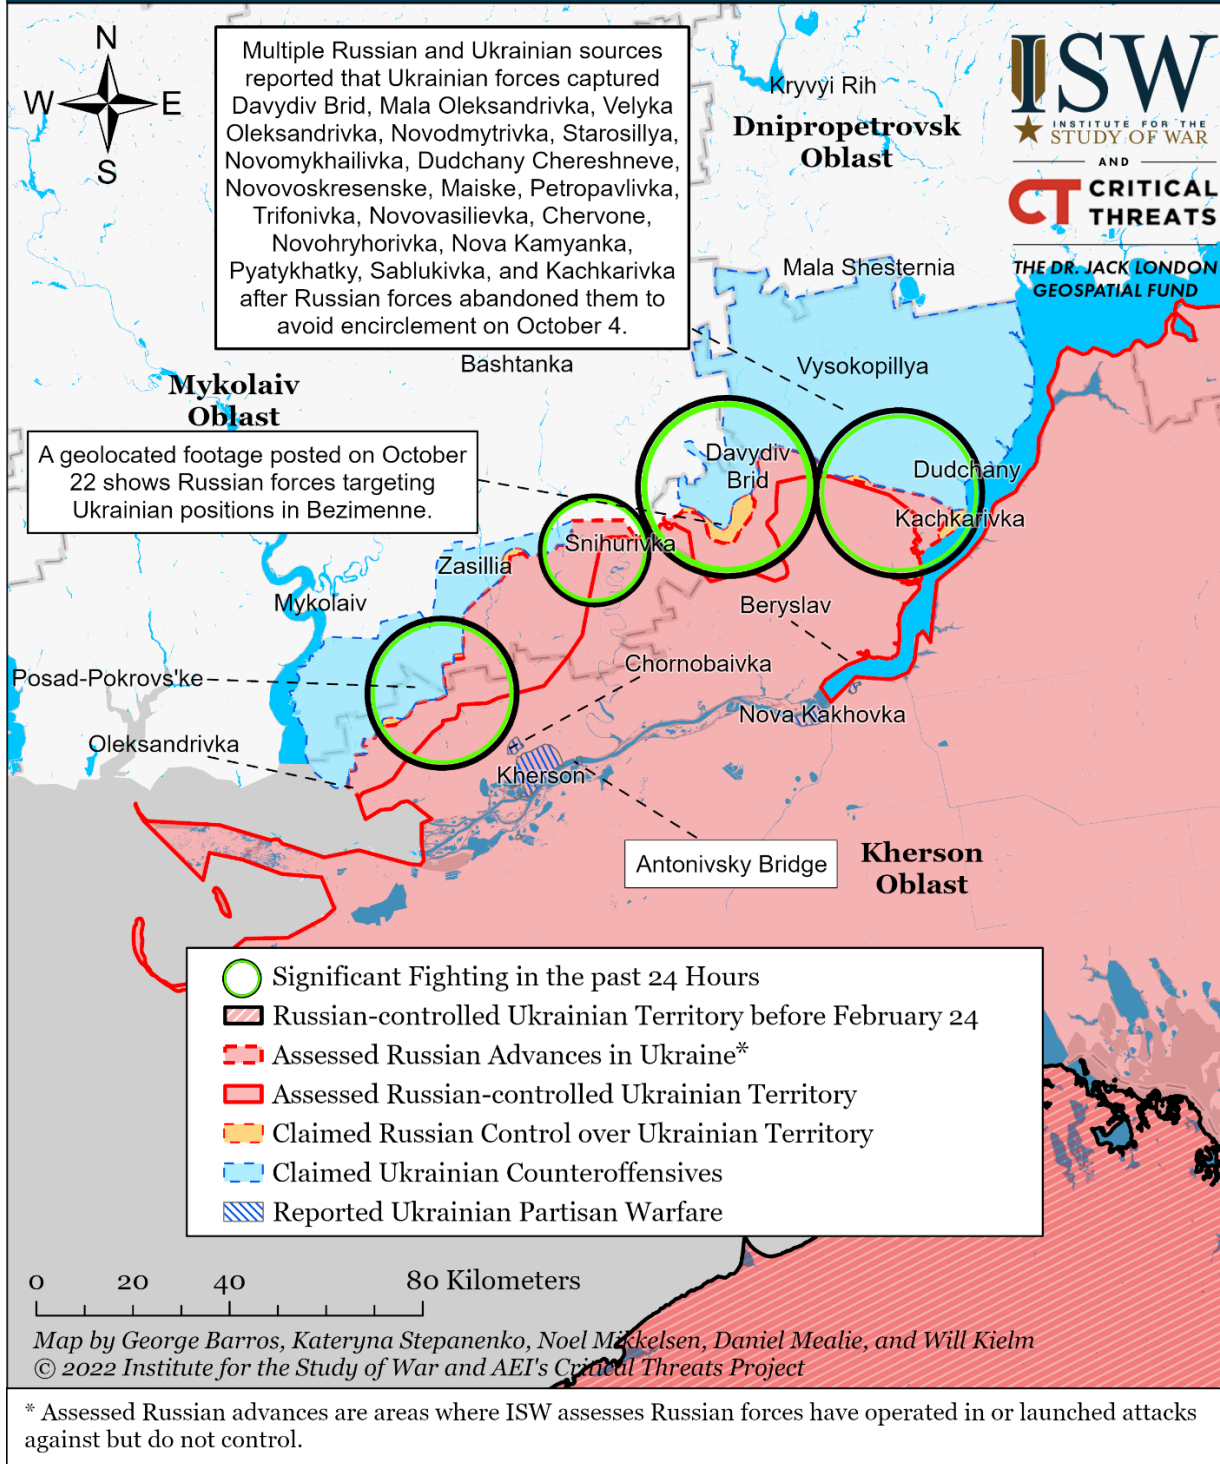 N
W E
S
Multiple Russian and Ukrainian sources
reported that Ukrainian forces captured
Davydiv Brid, Mala Oleksandrivka, Velyka
Oleksandrivka, Novodmytrivka, Starosillya,
Novomykhailivka, Dudchany Chereshneve,
Novovoskresenske, Maiske, Petropavlivka,
Trifonivka, Novovasilievka, Chervone,
Novohryhorivka, Nova Kamyanka,
Pyatykhatky, Sablukivka, and Kachkarivka
after Russian forces abandoned them to
avoid encirclement on October 4.
Kryvyi Rih
Dnipropetrovsk
Oblast
ISW
INSTITUTE FOR THE
STUDY OF WAR
AND
CT CRITICAL
THREATS
THE DR. JACK LONDON
GEOSPATIAL FUND
Mala Shesternia
Bashtanka
Vysokopillya
Mykolaiv
Oblast
A geolocated footage posted on October
22 shows Russian forces targeting
Ukrainian positions in Bezimenne.
Davydiv
Brid
Dudchany
Kachkarivka
Snihurivka
Zasillia
Mykolaiv
Beryslav
Chornobaivka
Posad-Pokrovs'ke
Nova Kakhovka
Oleksandrivka
Kherson
Antonivsky Bridge
Kherson
Oblast
Significant Fighting in the past 24 Hours
Russian-controlled Ukrainian Territory before February 24
Assessed Russian Advances in Ukraine*
Assessed Russian-controlled Ukrainian Territory
Claimed Russian Control over Ukrainian Territory
Claimed Ukrainian Counteroffensives
Reported Ukrainian Partisan Warfare
0 20 40 80 Kilometers
Map by George Barros, Kateryna Stepanenko, Noel Mikkelsen, Daniel Mealie, and Will Kielm
© 2022 Institute for the Study of War and AEI's Critical Threats Project
* Assessed Russian advances are areas where ISW assesses Russian forces have operated in or launched attacks
against but do not control.